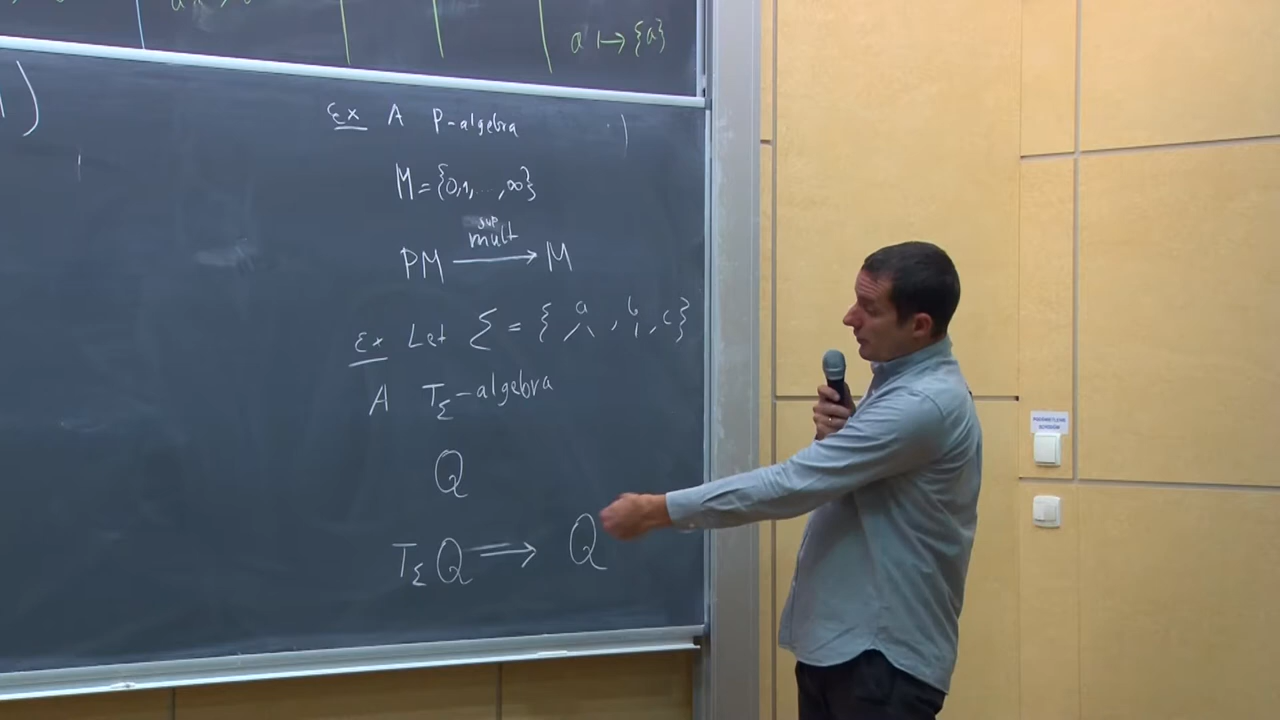 a ↦ {a}
Ex A P-algebra
M = {0,1,...,∞}
sup
mult
PM → M
Ex Let Σ = {a, b, c}
A T_Σ-algebra
Q
T_Σ Q ⟹ Q